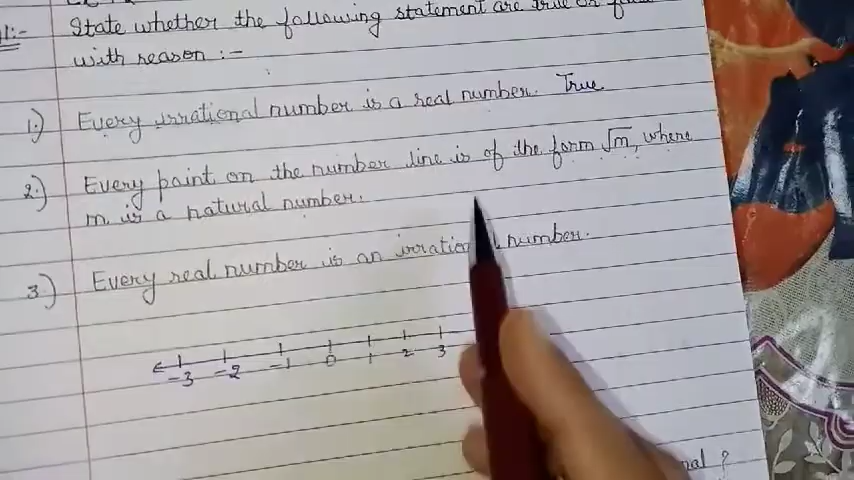 State whether the following statement are true or
with reason :-
1.) Every irrational number is a real number. True
2.) Every point on the number line is of the form √m, where
m is a natural number.
3.) Every real number is an irrational number.
-3 -2 -1 0 1 2 3
?